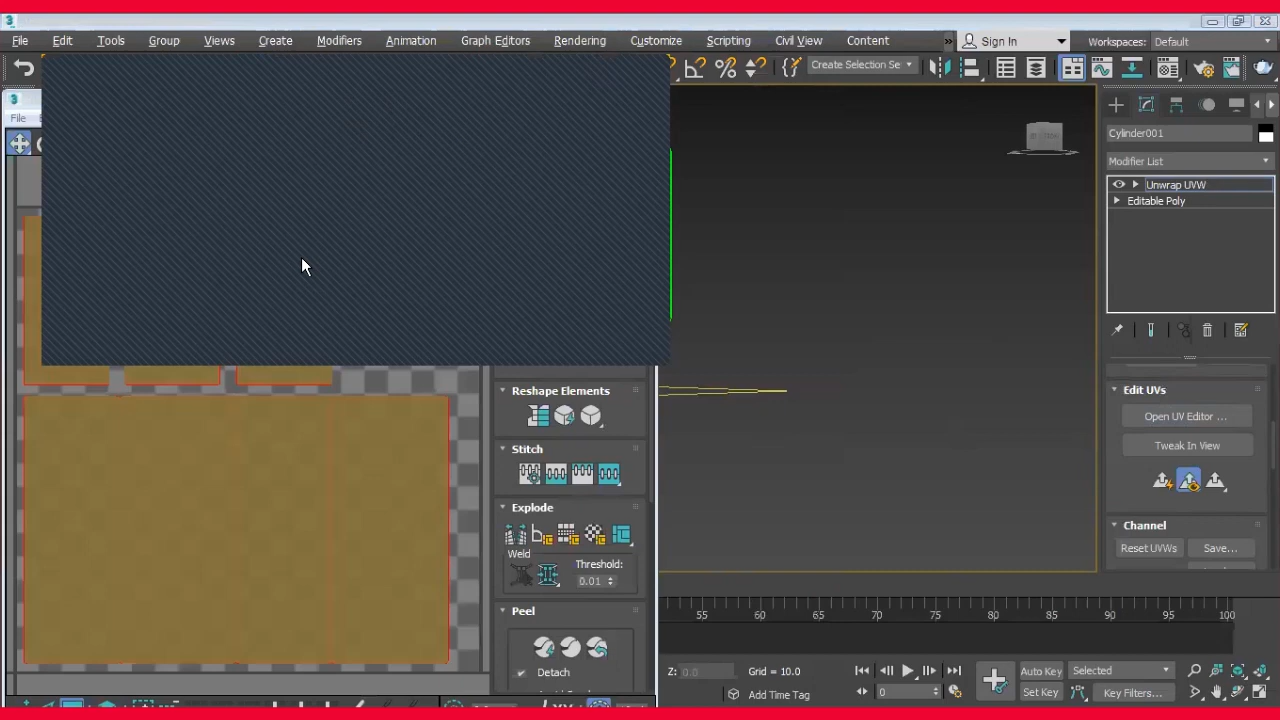 File Edit Tools Group Views Create Modifiers Animation Graph Editors Rendering Customize Scripting Civil View Content » Sign In Workspaces: Default
Create Selection Se
File
Cylinder001
Modifier List
Unwrap UVW
Editable Poly
Reshape Elements
Stitch
Explode
Weld
Threshold:
0.01
Peel
Detach
Edit UVs
Open UV Editor ...
Tweak In View
Channel
Reset UVWs Save...
55 60 65 70 75 80 85 90 95 100
Z: 0.0 Grid = 10.0 Auto Key Selected
Add Time Tag 0 Set Key Key Filters...